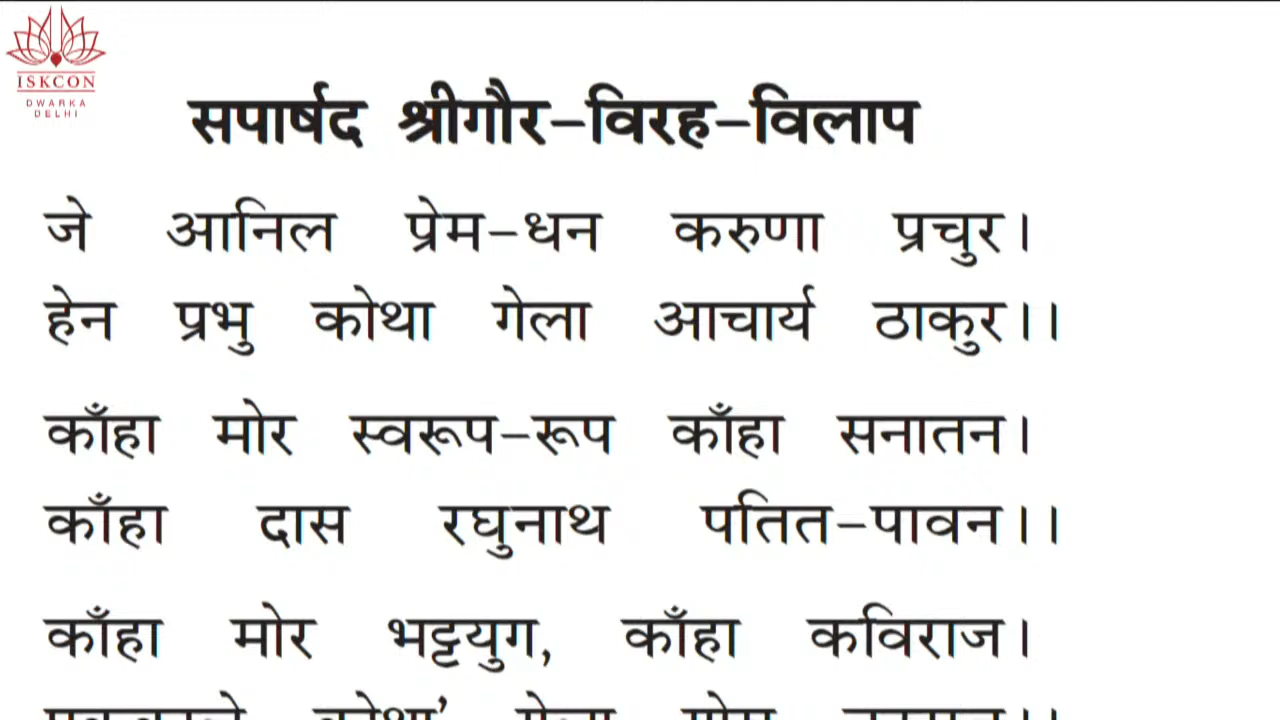 ISKCON
DWARKA
DELHI
सपार्षद श्रीगौर-विरह-विलाप
जे आनिल प्रेम-धन करुणा प्रचुर।
हेन प्रभु कोथा गेला आचार्य ठाकुर।।
काँहा मोर स्वरूप-रूप काँहा सनातन।
काँहा दास रघुनाथ पतित-पावन।।
काँहा मोर भट्टयुग, काँहा कविराज।